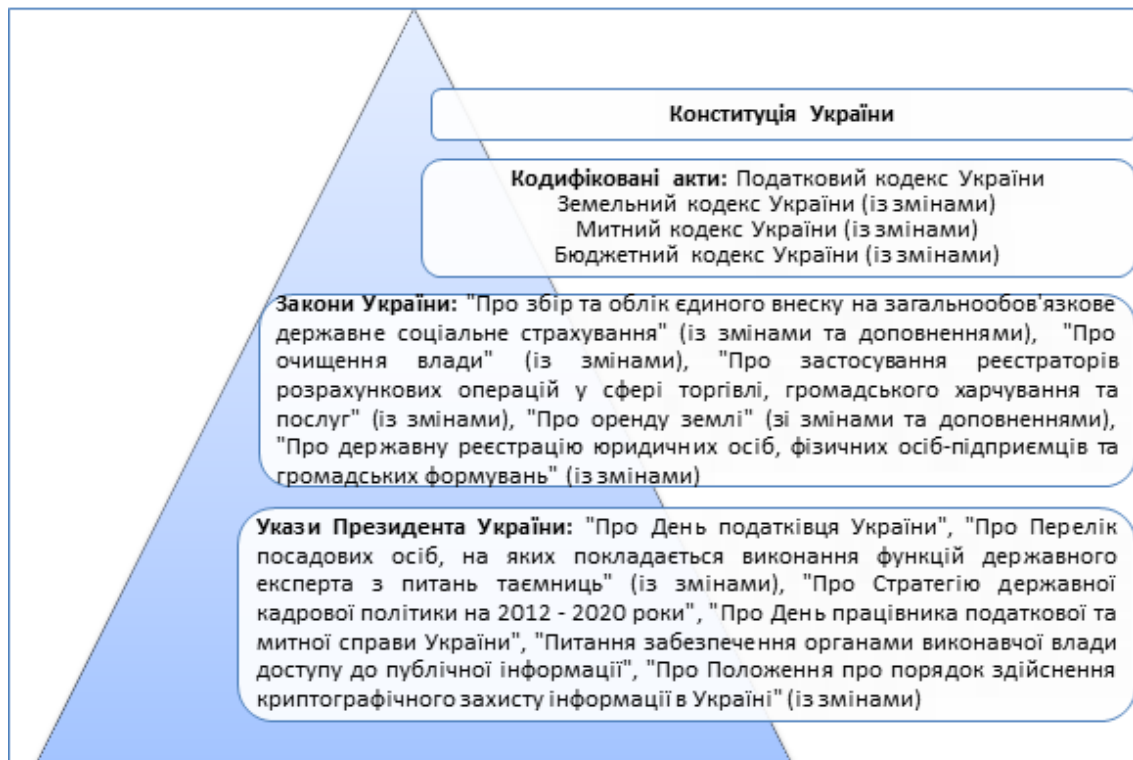 Конституція України
Кодифіковані акти: Податковий кодекс України
Земельний кодекс України (із змінами)
Митний кодекс України (із змінами)
Бюджетний кодекс України (із змінами)
Закони України: "Про збір та облік єдиного внеску на загальнообов'язкове
державне соціальне страхування" (із змінами та доповненнями), "Про
очищення влади" (із змінами), "Про застосування реєстраторів
розрахункових операцій у сфері торгівлі, громадського харчування та
послуг" (із змінами), "Про оренду землі" (зі змінами та доповненнями),
"Про державну реєстрацію юридичних осіб, фізичних осіб-підприємців та
громадських формувань" (із змінами)
Укази Президента України: "Про День податківця України", "Про Перелік
посадових осіб, на яких покладається виконання функцій державного
експерта з питань таємниць" (із змінами), "Про Стратегію державної
кадрової політики на 2012 - 2020 роки", "Про День працівника податкової та
митної справи України", "Питання забезпечення органами виконавчої влади
доступу до публічної інформації", "Про Положення про порядок здійснення
криптографічного захисту інформації в Україні" (із змінами)